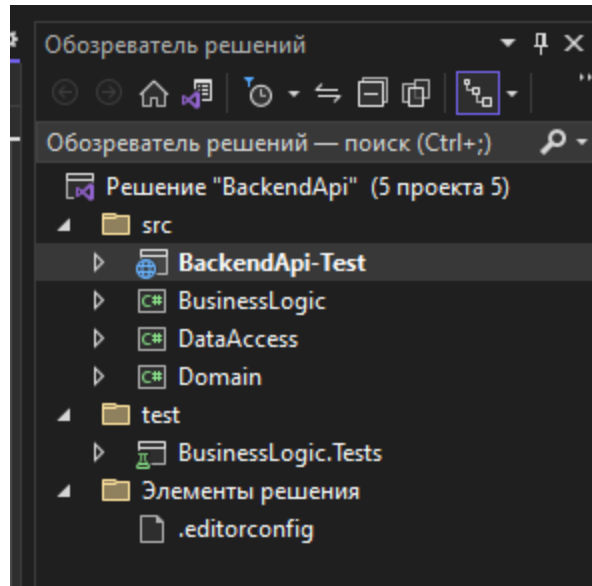 Обозреватель решений
Обозреватель решений — поиск (Ctrl+;)
Решение "BackendApi" (5 проекта 5)
src
BackendApi-Test
C# BusinessLogic
C# DataAccess
C# Domain
test
BusinessLogic.Tests
Элементы решения
.editorconfig